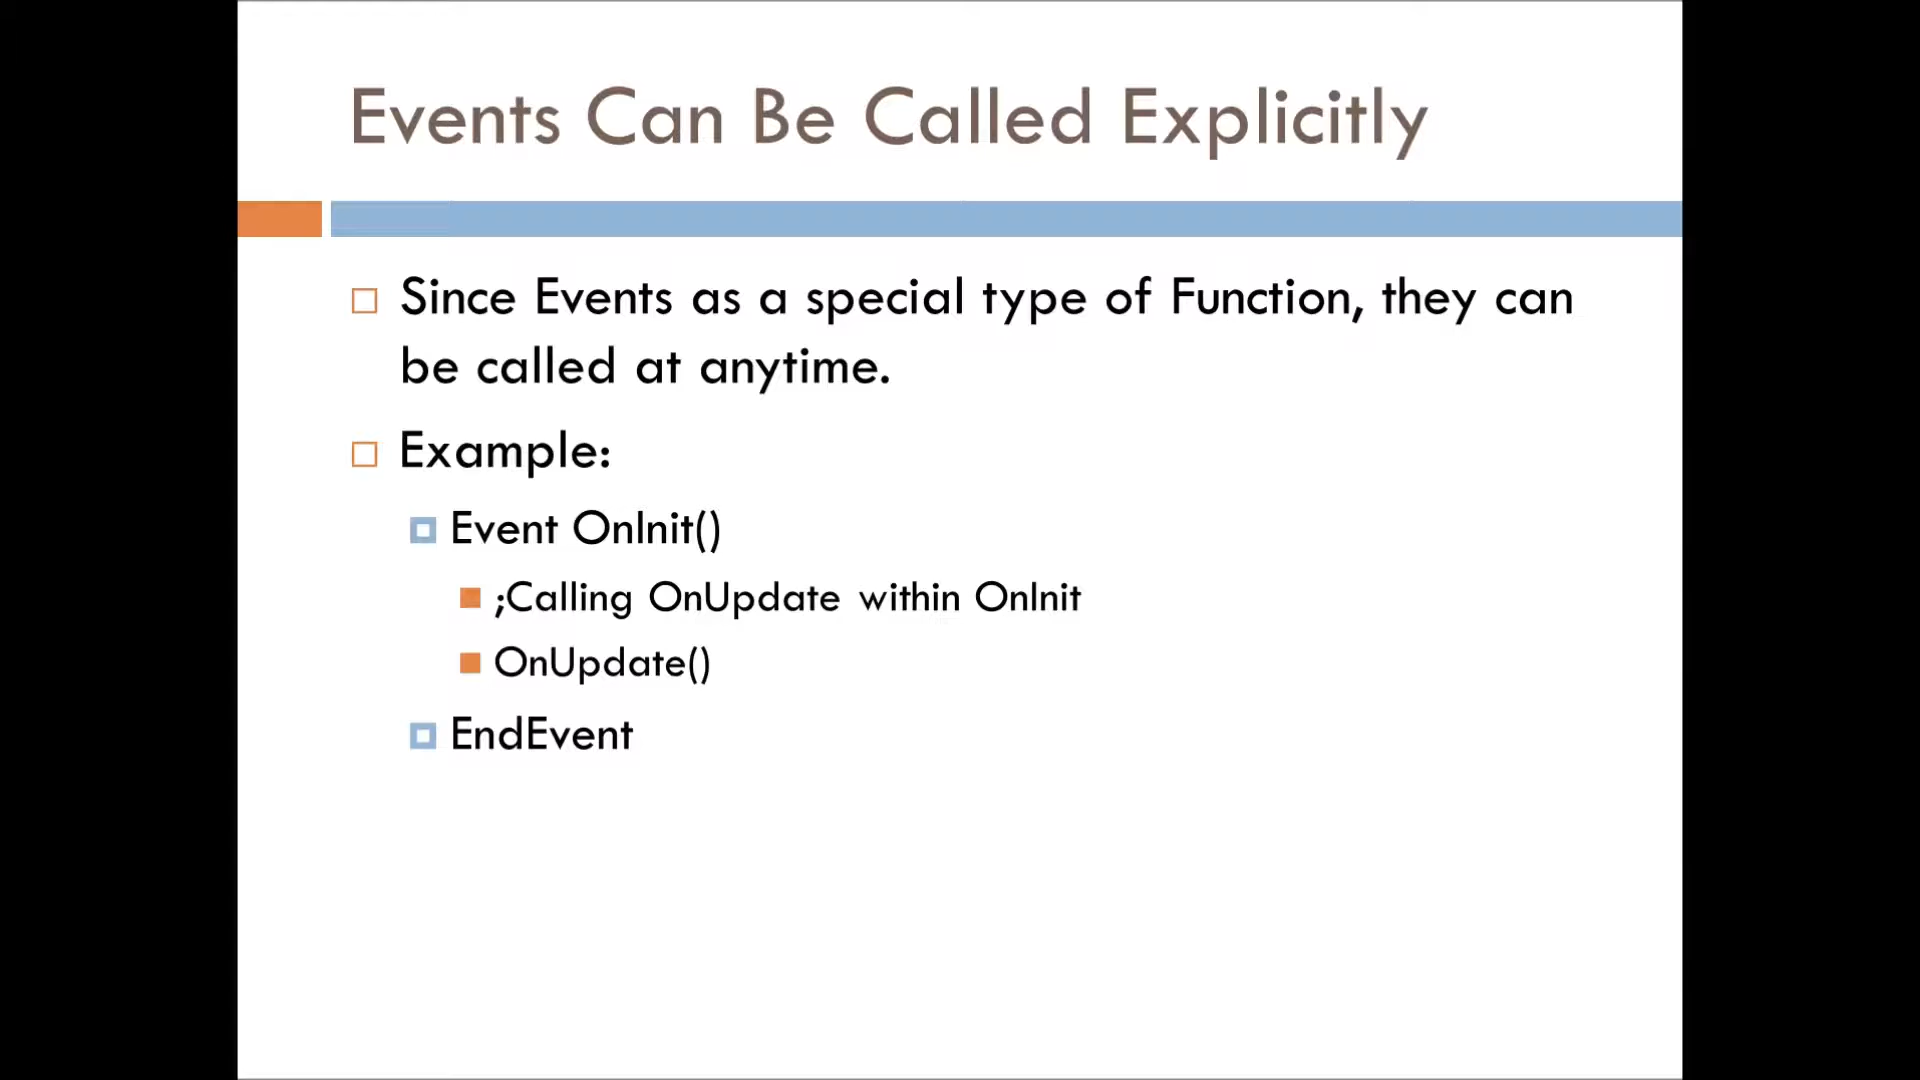 Events Can Be Called Explicitly
Since Events as a special type of Function, they can
be called at anytime.
Example:
Event OnInit()
;Calling OnUpdate within OnInit
OnUpdate()
EndEvent